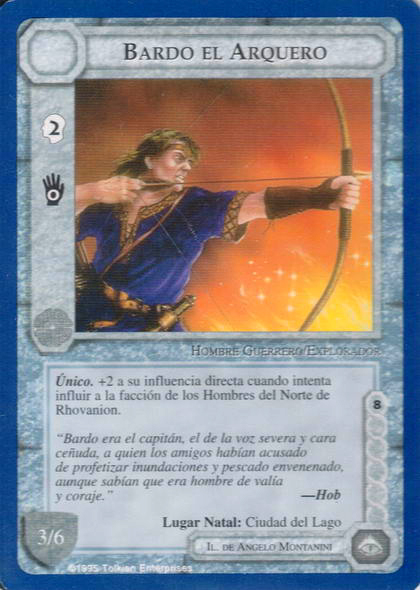 BARDO EL ARQUERO
2
0
HOMBRE GUERRERO/EXPLORADOR
Único. +2 a su influencia directa cuando intenta
influir a la facción de los Hombres del Norte de
Rhovanion.
8
“Bardo era el capitán, el de la voz severa y cara
ceñuda, a quien los amigos habían acusado
de profetizar inundaciones y pescado envenenado,
aunque sabían que era hombre de valía
y coraje.” —Hob
Lugar Natal: Ciudad del Lago
3/6
IL. DE ANGELO MONTANINI
©1995 Tolkien Enterprises